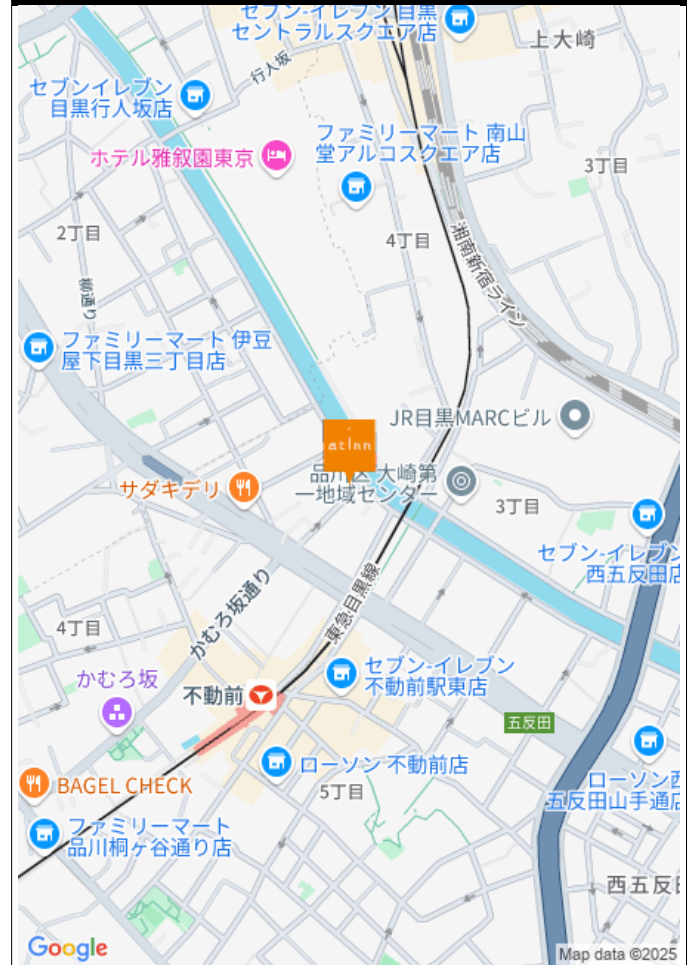 セブン-イレブン 目黒
セントラルスクエア店
上大崎
行人坂
セブンイレブン
目黒行人坂店
ホテル雅叙園東京
ファミリーマート 南山
堂アルコスクエア店
3丁目
2丁目
4丁目
柳通り
湘南新宿ライン
ファミリーマート 伊豆
屋下目黒三丁目店
JR目黒MARCビル
atinn
品川区 大崎第
一地域センター
サダキデリ
3丁目
セブン-イレブン
西五反田店
かむろ坂通り
東急目黒線
4丁目
かむろ坂
不動前
セブン-イレブン
不動前駅東店
五反田
ローソン 不動前店
BAGEL CHECK
5丁目
ローソン西
五反田山手通店
ファミリーマート
品川桐ヶ谷通り店
西五反田
Google
Map data ©2025